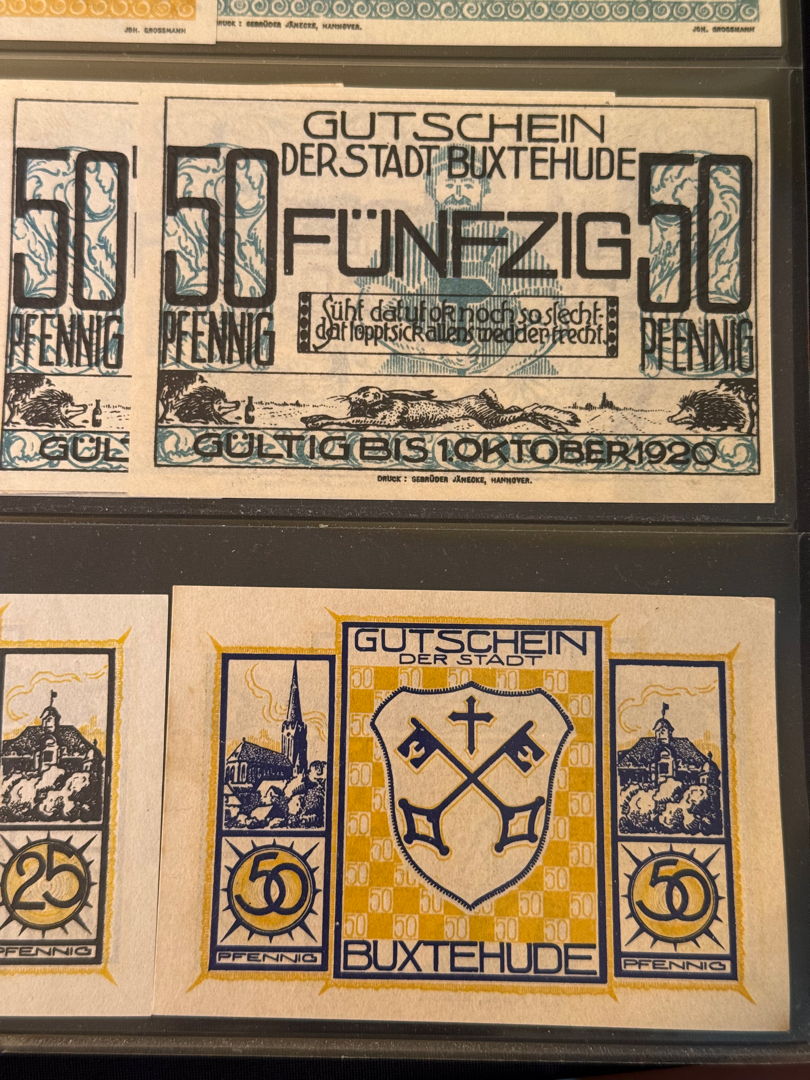 JOH. GROSSMANN
DRUCK : GEBRÜDER JÄNECKE, HANNOVER.
JOH. GROSSMANN
50
PFENNIG
GÜL
GUTSCHEIN
DER STADT BUXTEHUDE
50
FÜNFZIG
50
PFENNIG
Süht dat ut ok noch so slecht-
dat löppt sick allens wedder trecht.
PFENNIG
GÜLTIG BIS 1. OKTOBER 1920
DRUCK : GEBRÜDER JÄNECKE, HANNOVER.
25
PFENNIG
GUTSCHEIN
DER STADT
50
PFENNIG
BUXTEHUDE
50
PFENNIG